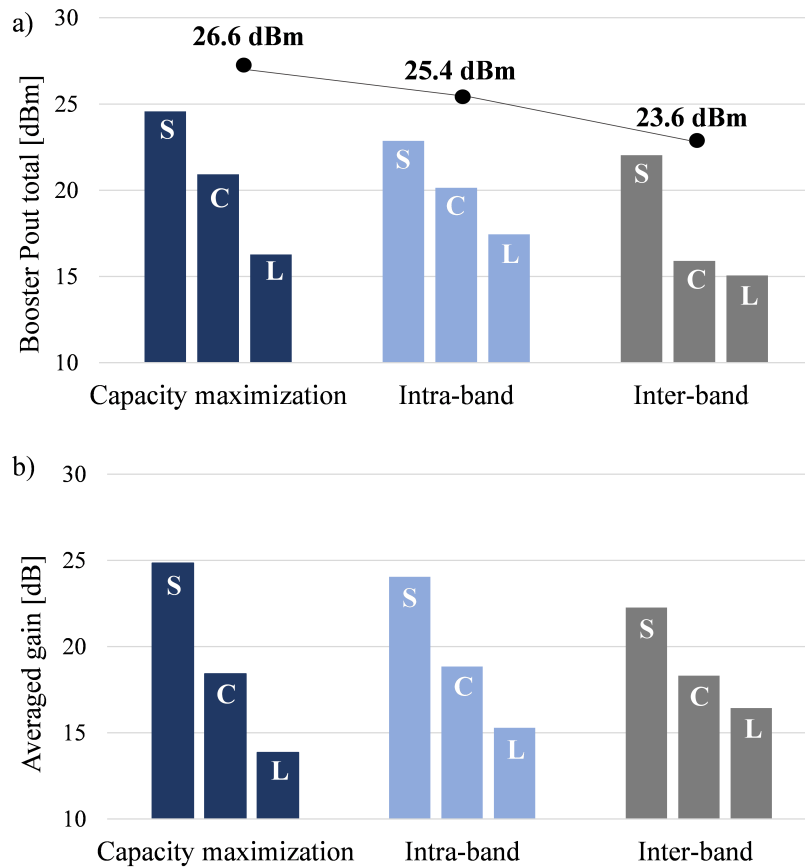 a)
30
25
20
15
10
Booster Pout total [dBm]
26.6 dBm
25.4 dBm
23.6 dBm
S
C
L
S
C
L
S
C
L
Capacity maximization
Intra-band
Inter-band
b)
30
25
20
15
10
Averaged gain [dB]
S
C
L
S
C
L
S
C
L
Capacity maximization
Intra-band
Inter-band